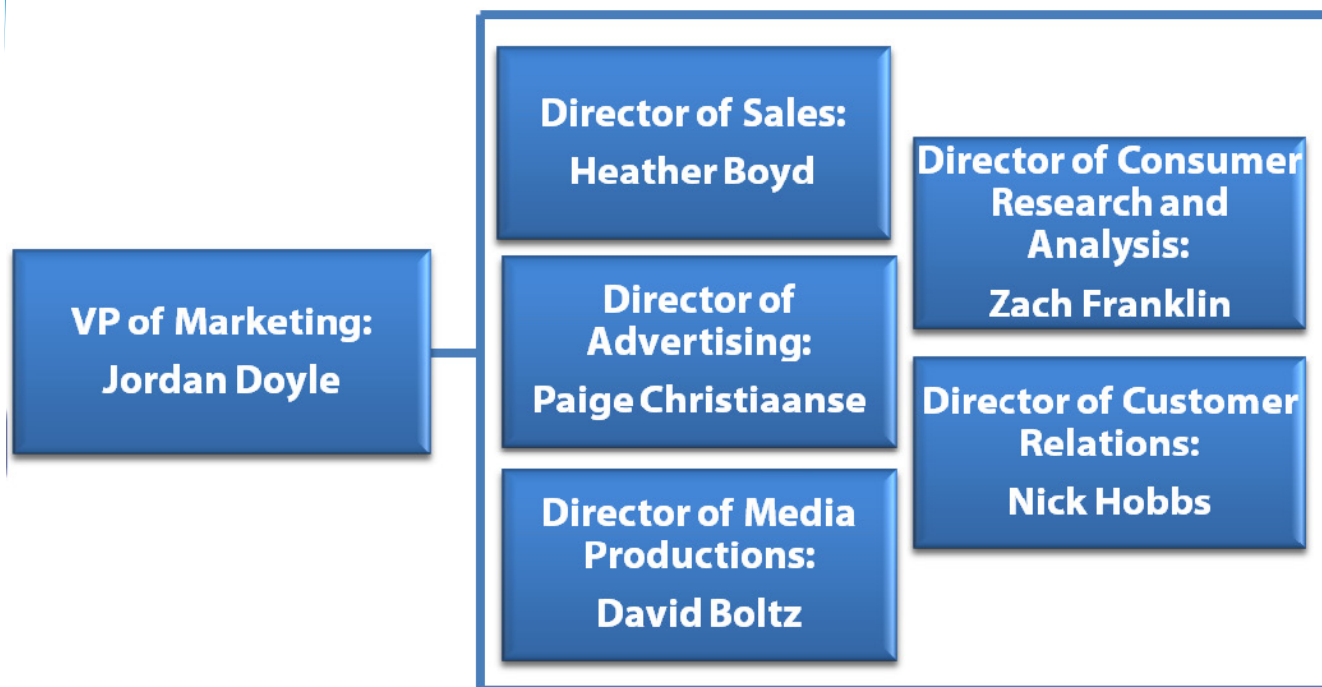 VP of Marketing:
Jordan Doyle
Director of Sales:
Heather Boyd
Director of
Advertising:
Paige Christiaanse
Director of Media
Productions:
David Boltz
Director of Consumer
Research and
Analysis:
Zach Franklin
Director of Customer
Relations:
Nick Hobbs